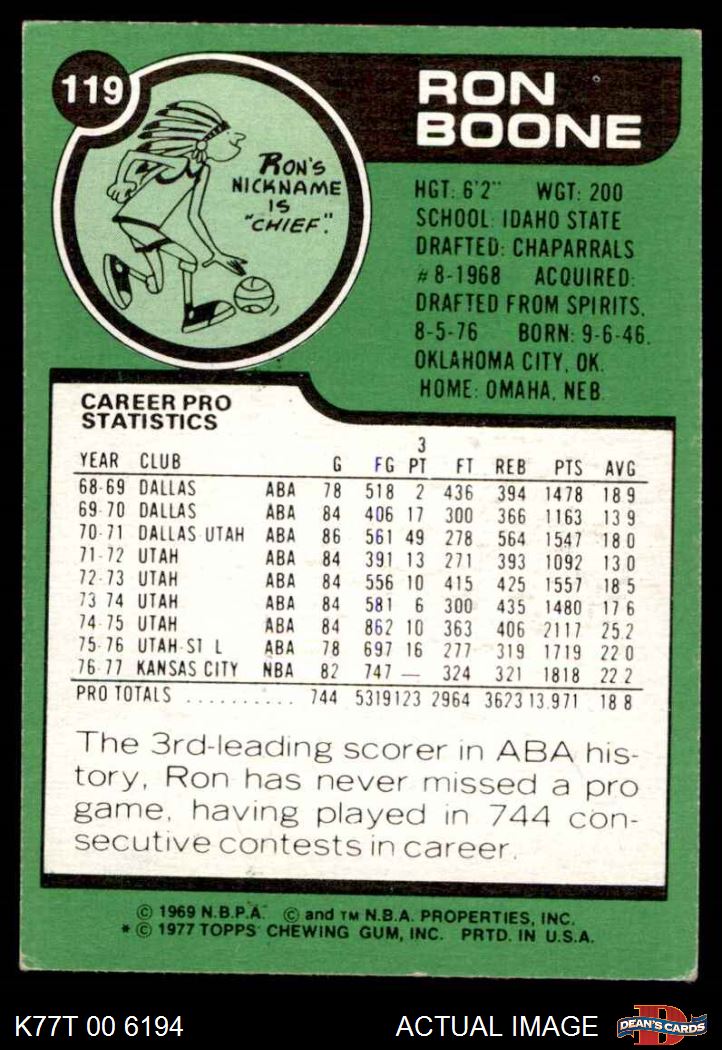 119
RON
BOONE
RON'S
NICKNAME
IS
"CHIEF."
HGT: 6'2" WGT: 200
SCHOOL: IDAHO STATE
DRAFTED: CHAPARRALS
#8-1968 ACQUIRED:
DRAFTED FROM SPIRITS,
8-5-76 BORN: 9-6-46,
OKLAHOMA CITY, OK.
HOME: OMAHA, NEB.
CAREER PRO
STATISTICS
YEAR CLUB G FG 3 PT FT REB PTS AVG
68-69 DALLAS ABA 78 518 2 436 394 1478 18.9
69-70 DALLAS ABA 84 406 17 300 366 1163 13.9
70-71 DALLAS-UTAH ABA 86 561 49 278 564 1547 18.0
71-72 UTAH ABA 84 391 13 271 393 1092 13.0
72-73 UTAH ABA 84 556 10 415 425 1557 18.5
73-74 UTAH ABA 84 581 6 300 435 1480 17.6
74-75 UTAH ABA 84 862 10 363 406 2117 25.2
75-76 UTAH-ST L ABA 78 697 16 277 319 1719 22.0
76-77 KANSAS CITY NBA 82 747 — 324 321 1818 22.2
PRO TOTALS .......... 744 5319 123 2964 3623 13,971 18.8
The 3rd-leading scorer in ABA his-
tory, Ron has never missed a pro
game, having played in 744 con-
secutive contests in career.
© 1969 N.B.P.A. © and TM N.B.A. PROPERTIES, INC.
* © 1977 TOPPS CHEWING GUM, INC. PRTD. IN U.S.A.
K77T 00 6194 ACTUAL IMAGE D DEAN'S CARDS